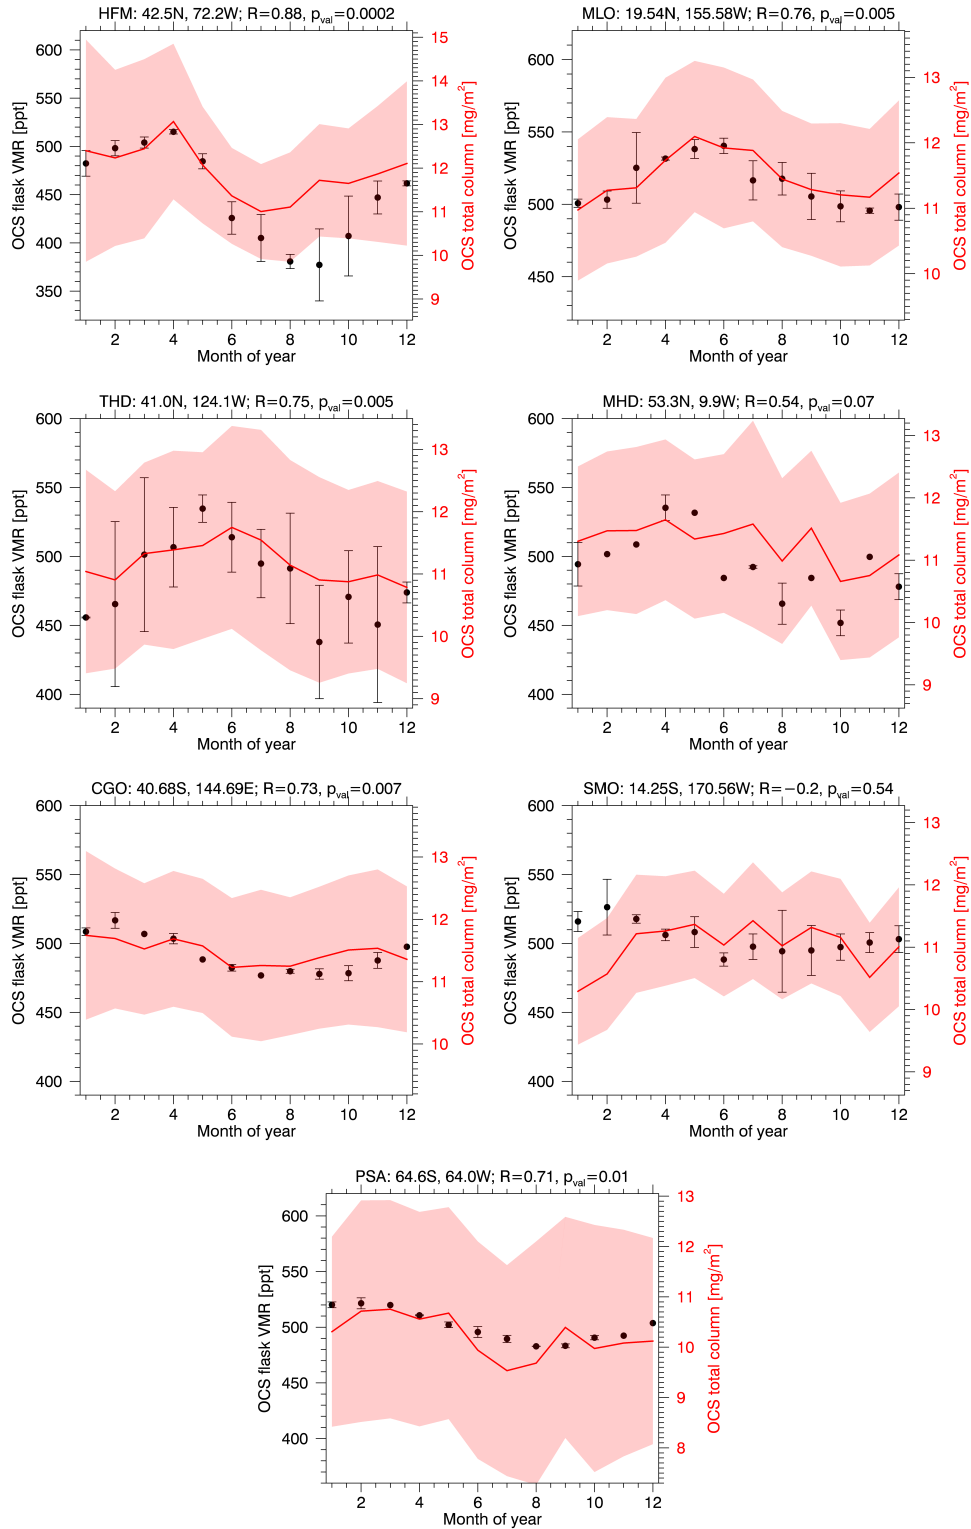 HFM: 42.5N, 72.2W; R=0.88, pval=0.0002
600
550
500
450
400
350
OCS flask VMR [ppt]
15
14
13
12
11
10
9
OCS total column [mg/m²]
2 4 6 8 10 12
Month of year
MLO: 19.54N, 155.58W; R=0.76, pval=0.005
600
550
500
450
OCS flask VMR [ppt]
13
12
11
10
OCS total column [mg/m²]
2 4 6 8 10 12
Month of year
THD: 41.0N, 124.1W; R=0.75, pval=0.005
600
550
500
450
400
OCS flask VMR [ppt]
13
12
11
10
9
OCS total column [mg/m²]
2 4 6 8 10 12
Month of year
MHD: 53.3N, 9.9W; R=0.54, pval=0.07
600
550
500
450
400
OCS flask VMR [ppt]
13
12
11
10
9
OCS total column [mg/m²]
2 4 6 8 10 12
Month of year
CGO: 40.68S, 144.69E; R=0.73, pval=0.007
600
550
500
450
400
OCS flask VMR [ppt]
13
12
11
10
OCS total column [mg/m²]
2 4 6 8 10 12
Month of year
SMO: 14.25S, 170.56W; R=−0.2, pval=0.54
600
550
500
450
400
OCS flask VMR [ppt]
13
12
11
10
9
OCS total column [mg/m²]
2 4 6 8 10 12
Month of year
PSA: 64.6S, 64.0W; R=0.71, pval=0.01
600
550
500
450
400
OCS flask VMR [ppt]
13
12
11
10
9
8
OCS total column [mg/m²]
2 4 6 8 10 12
Month of year